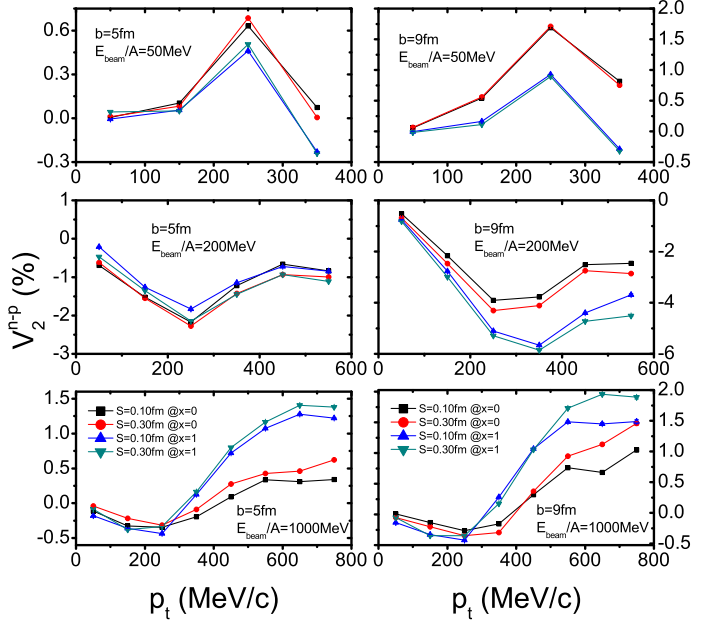 b=5fm
E_beam/A=50MeV
0.6
0.3
0.0
-0.3
0 100 200 300 400
b=9fm
E_beam/A=50MeV
2.0
1.5
1.0
0.5
0.0
-0.5
0 100 200 300 400
V_2^n-p (%)
b=5fm
E_beam/A=200MeV
1
0
-1
-2
-3
0 100 200 300 400 500 600
b=9fm
E_beam/A=200MeV
0
-2
-4
-6
0 100 200 300 400 500 600
1.5
1.0
0.5
0.0
-0.5
S=0.10fm @x=0
S=0.30fm @x=0
S=0.10fm @x=1
S=0.30fm @x=1
b=5fm
E_beam/A=1000MeV
0 200 400 600 800
p_t (MeV/c)
2.0
1.5
1.0
0.5
0.0
-0.5
S=0.10fm @x=0
S=0.30fm @x=0
S=0.10fm @x=1
S=0.30fm @x=1
b=9fm
E_beam/A=1000MeV
0 200 400 600 800
p_t (MeV/c)